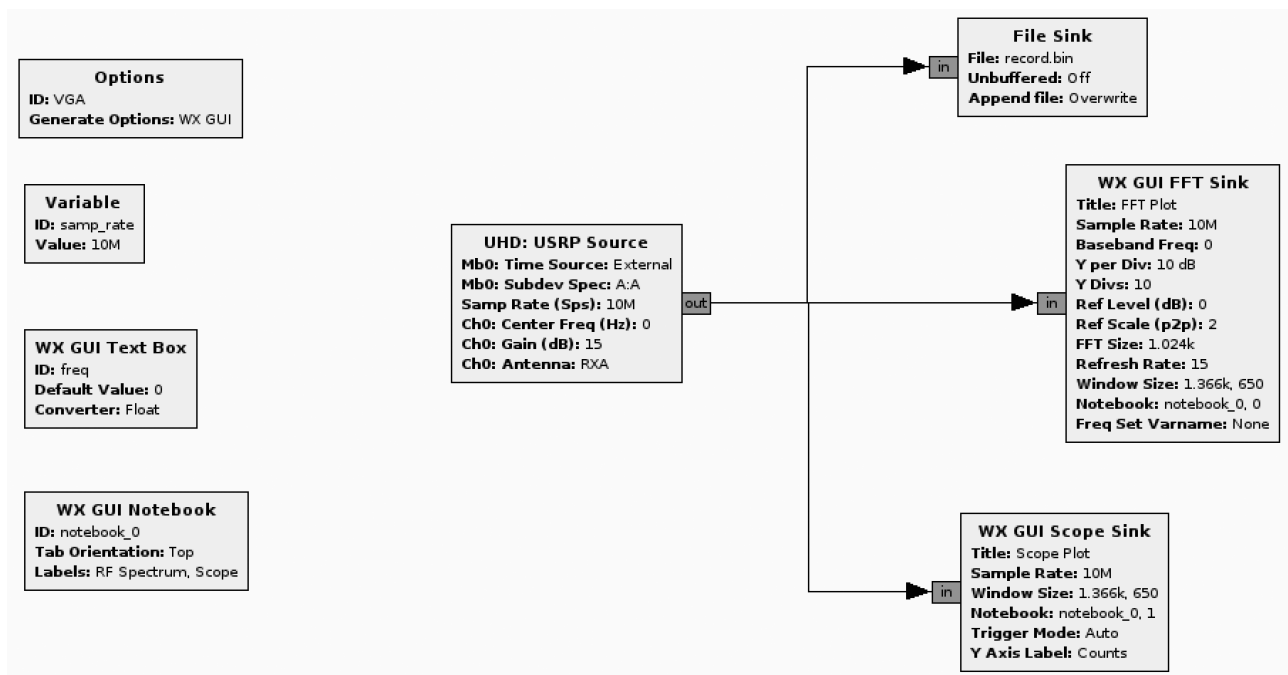 Options
ID: VGA
Generate Options: WX GUI
Variable
ID: samp_rate
Value: 10M
WX GUI Text Box
ID: freq
Default Value: 0
Converter: Float
WX GUI Notebook
ID: notebook_0
Tab Orientation: Top
Labels: RF Spectrum, Scope
UHD: USRP Source
Mb0: Time Source: External
Mb0: Subdev Spec: A:A
Samp Rate (Sps): 10M
Ch0: Center Freq (Hz): 0
Ch0: Gain (dB): 15
Ch0: Antenna: RXA
out
in
File Sink
File: record.bin
Unbuffered: Off
Append file: Overwrite
in
WX GUI FFT Sink
Title: FFT Plot
Sample Rate: 10M
Baseband Freq: 0
Y per Div: 10 dB
Y Divs: 10
Ref Level (dB): 0
Ref Scale (p2p): 2
FFT Size: 1.024k
Refresh Rate: 15
Window Size: 1.366k, 650
Notebook: notebook_0, 0
Freq Set Varname: None
in
WX GUI Scope Sink
Title: Scope Plot
Sample Rate: 10M
Window Size: 1.366k, 650
Notebook: notebook_0, 1
Trigger Mode: Auto
Y Axis Label: Counts